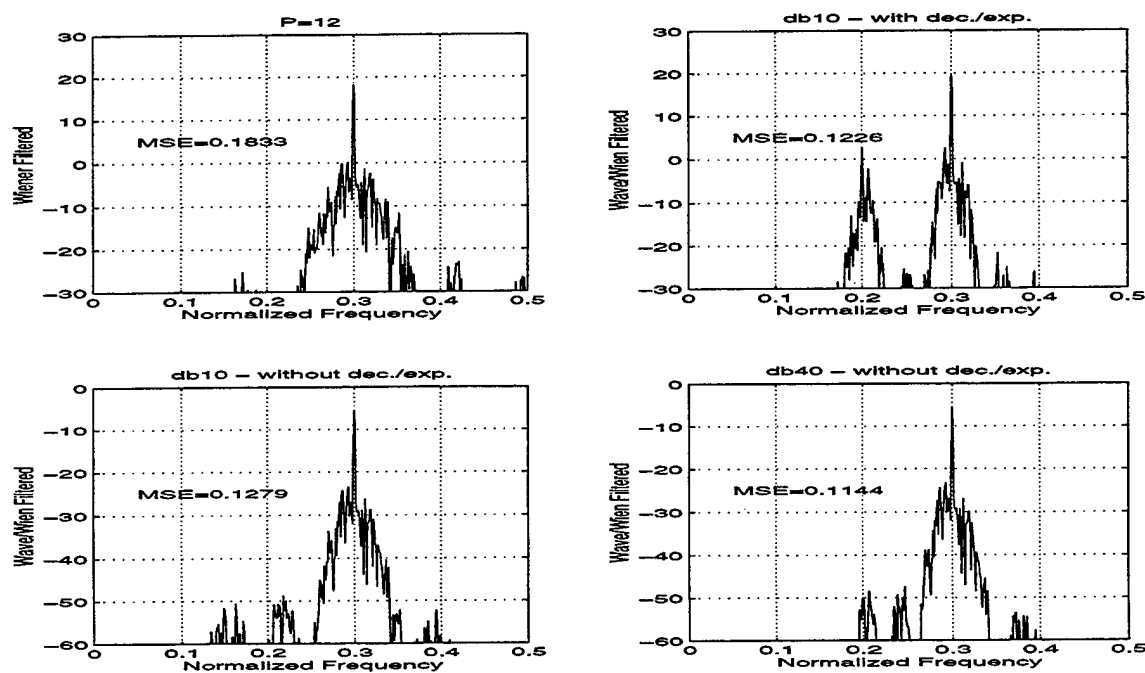 P=12
30
20
10
0
−10
−20
−30
Wiener Filtered
MSE=0.1833
0 0.1 0.2 0.3 0.4 0.5
Normalized Frequency
db10 − with dec./exp.
30
20
10
0
−10
−20
−30
Wave/Wien Filtered
MSE=0.1226
0 0.1 0.2 0.3 0.4 0.5
Normalized Frequency
db10 − without dec./exp.
0
−10
−20
−30
−40
−50
−60
Wave/Wien Filtered
MSE=0.1279
0 0.1 0.2 0.3 0.4 0.5
Normalized Frequency
db40 − without dec./exp.
0
−10
−20
−30
−40
−50
−60
Wave/Wien Filtered
MSE=0.1144
0 0.1 0.2 0.3 0.4 0.5
Normalized Frequency